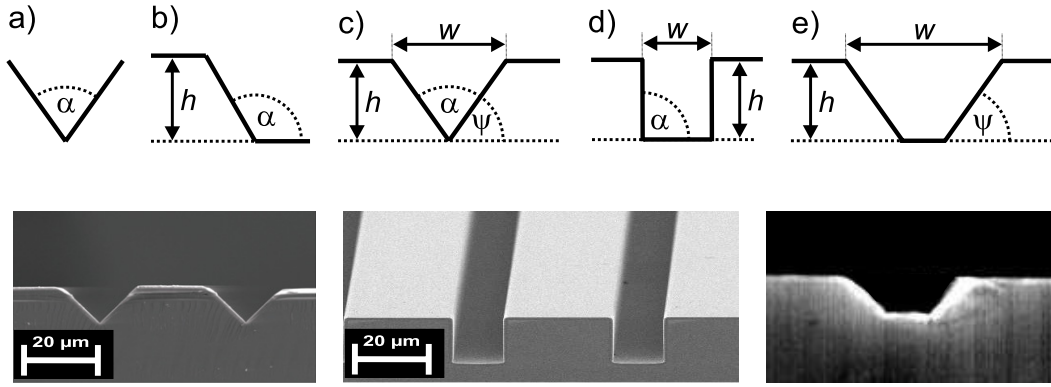 a) b) c) d) e)
w w w
α h α h α ψ h α h ψ
20 µm 20 µm